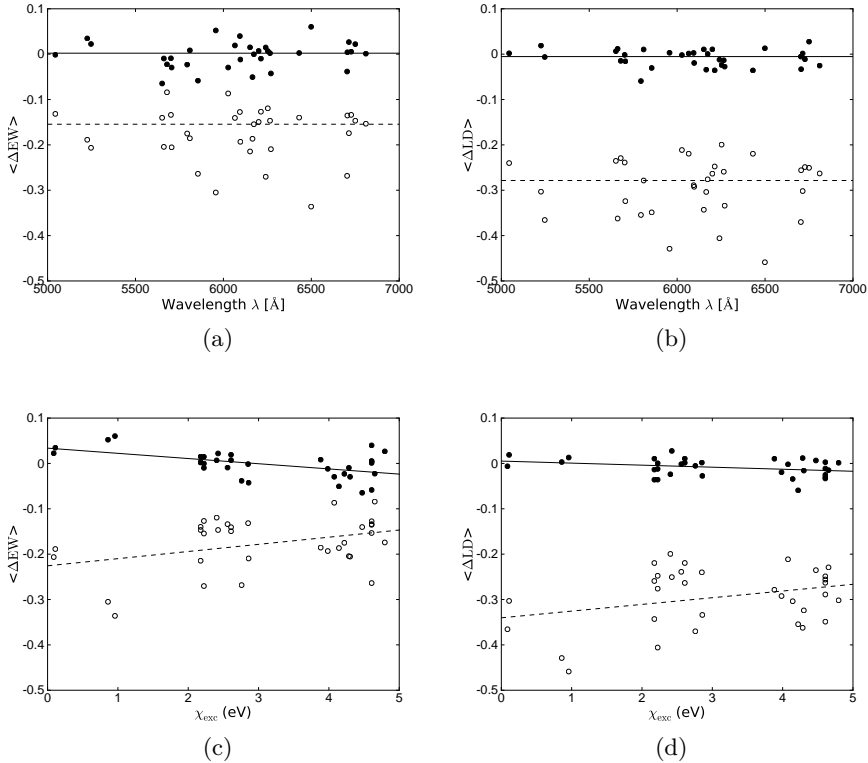 0.1 0.1
0 0
-0.1 -0.1
<ΔEW> <ΔLD>
-0.2 -0.2
-0.3 -0.3
-0.4 -0.4
-0.5 -0.5
5000 5500 6000 6500 7000 5000 5500 6000 6500 7000
Wavelength λ [Å] Wavelength λ [Å]
(a) (b)
0.1 0.1
0 0
-0.1 -0.1
<ΔEW> <ΔLD>
-0.2 -0.2
-0.3 -0.3
-0.4 -0.4
-0.5 -0.5
0 1 2 3 4 5 0 1 2 3 4 5
χexc (eV) χexc (eV)
(c) (d)